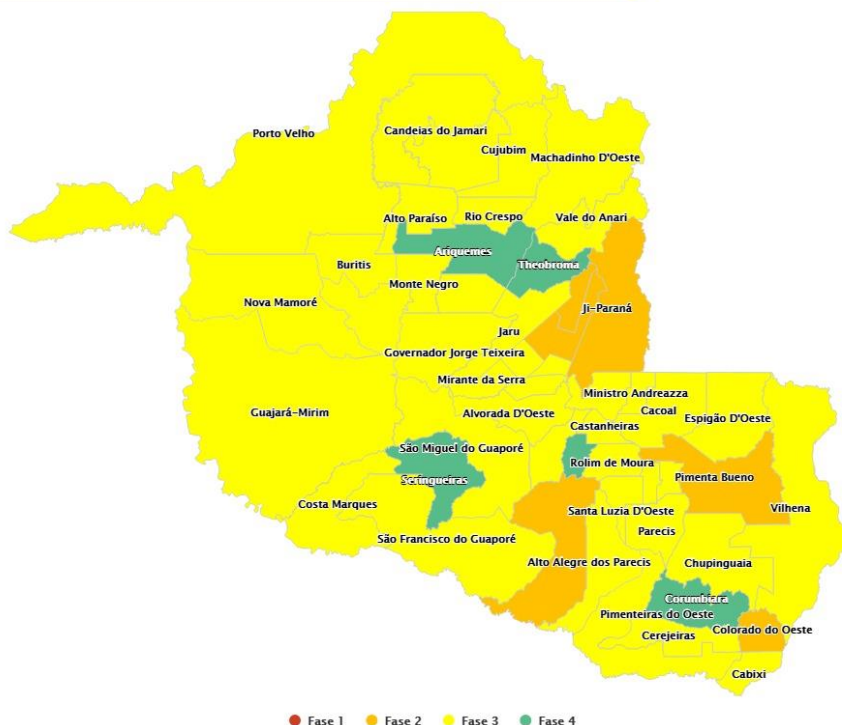 Porto Velho
Candeias do Jamari
Cujubim
Machadinho D'Oeste
Alto Paraíso
Rio Crespo
Vale do Anari
Ariquemes
Theobroma
Buritis
Monte Negro
Nova Mamoré
Ji-Paraná
Jaru
Governador Jorge Teixeira
Mirante da Serra
Ministro Andreazza
Cacoal
Espigão D'Oeste
Guajará-Mirim
Alvorada D'Oeste
Castanheiras
São Miguel do Guaporé
Rolim de Moura
Seringueiras
Pimenta Bueno
Costa Marques
Santa Luzia D'Oeste
Vilhena
Parecis
São Francisco do Guaporé
Alto Alegre dos Parecis
Chupinguaia
Corumbiara
Pimenteiras do Oeste
Colorado do Oeste
Cerejeiras
Cabixi
Fase 1 Fase 2 Fase 3 Fase 4